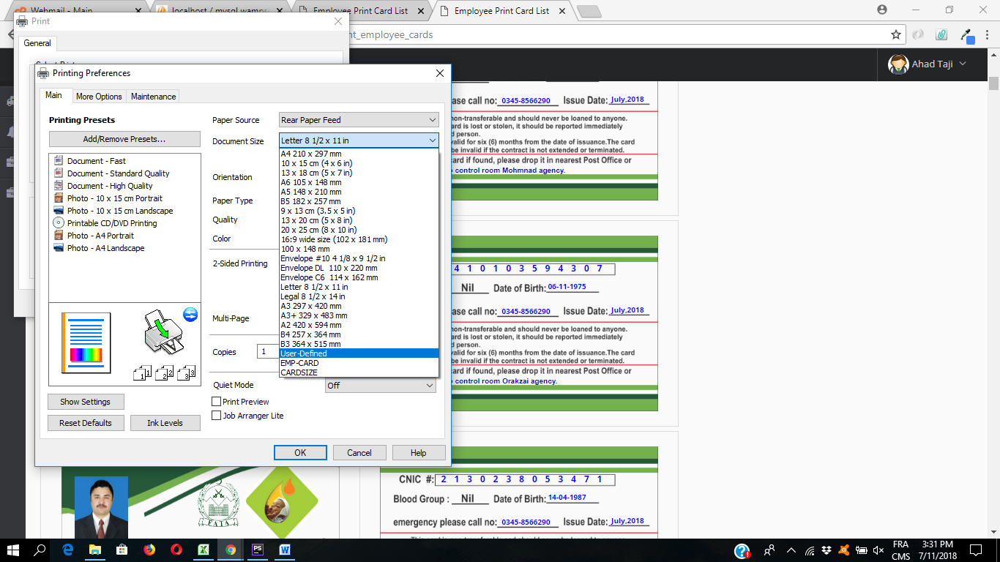 Webmail - Main
localhost / mysql wampse
Employee Print Card List
Employee Print Card List
Print
nt_employee_cards
General
Ahad Taji
Printing Preferences
Main
More Options
Maintenance
Printing Presets
Add/Remove Presets...
Document - Fast
Document - Standard Quality
Document - High Quality
Photo - 10 x 15 cm Portrait
Photo - 10 x 15 cm Landscape
Printable CD/DVD Printing
Photo - A4 Portrait
Photo - A4 Landscape
Show Settings
Reset Defaults
Ink Levels
Paper Source
Rear Paper Feed
Document Size
Letter 8 1/2 x 11 in
Orientation
Paper Type
Quality
Color
2-Sided Printing
Multi-Page
Copies
1
Quiet Mode
Off
Print Preview
Job Arranger Lite
A4 210 x 297 mm
10 x 15 cm (4 x 6 in)
13 x 18 cm (5 x 7 in)
A6 105 x 148 mm
A5 148 x 210 mm
B5 182 x 257 mm
9 x 13 cm (3.5 x 5 in)
13 x 20 cm (5 x 8 in)
20 x 25 cm (8 x 10 in)
16:9 wide size (102 x 181 mm)
100 x 148 mm
Envelope #10 4 1/8 x 9 1/2 in
Envelope DL 110 x 220 mm
Envelope C6 114 x 162 mm
Letter 8 1/2 x 11 in
Legal 8 1/2 x 14 in
A3 297 x 420 mm
A3+ 329 x 483 mm
A2 420 x 594 mm
B4 257 x 364 mm
B3 364 x 515 mm
User-Defined
EMP-CARD
CARDSIZE
OK
Cancel
Help
ase call no: 0345-8566290 Issue Date: July,2018
non-transferable and should never be loaned to anyone.
card is lost or stolen, it should be reported immediately
d person.
valid for six (6) months from the date of issuance.The card
be invalid if the contract is not extended or terminated.
card if found, please drop it in nearest Post Office or
control room Mohmnad agency.
4 1 0 1 0 3 5 9 4 3 0 7
Nil Date of Birth: 06-11-1975
ase call no: 0345-8566290 Issue Date: July,2018
non-transferable and should never be loaned to anyone.
card is lost or stolen, it should be reported immediately
d person.
valid for six (6) months from the date of issuance.The card
be invalid if the contract is not extended or terminated.
card if found, please drop it in nearest Post Office or
control room Orakzai agency.
CNIC #: 2 1 3 0 2 3 8 0 5 3 4 7 1
Blood Group : Nil Date of Birth: 14-04-1987
emergency please call no: 0345-8566290 Issue Date: July,2018
FATA
FRA
CMS
3:31 PM
7/11/2018